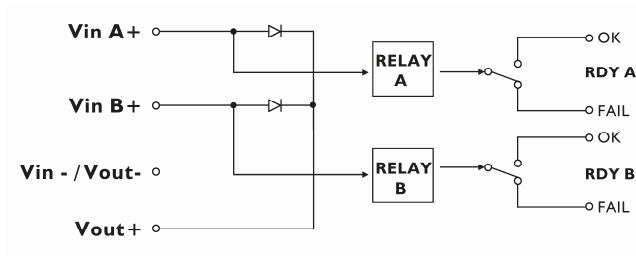 Vin A+
Vin B+
Vin - / Vout-
Vout+
RELAY
A
OK
RDY A
FAIL
RELAY
B
OK
RDY B
FAIL